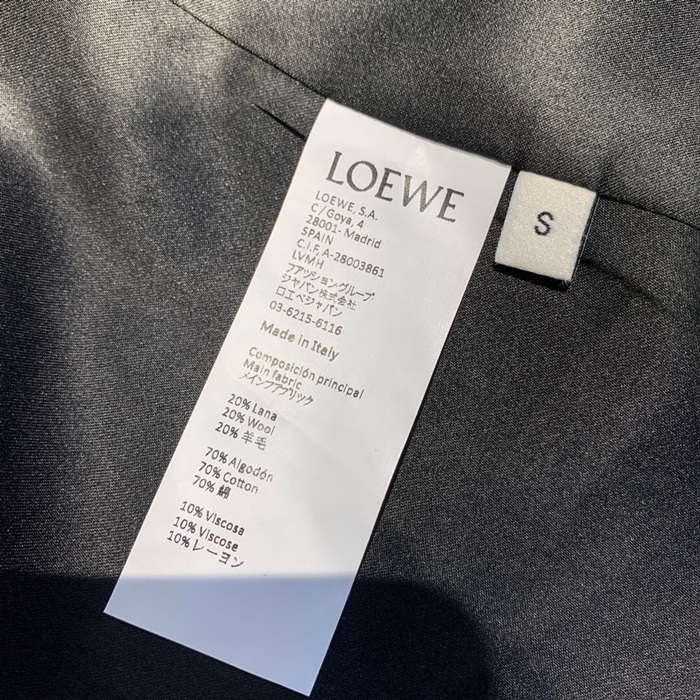 LOEWE
LOEWE, S.A.
C/Goya, 4
28001- Madrid
SPAIN
C.I.F. A-28003861
LVMH
ファッショングループ
ジャパン株式会社
ロエベジャパン
03-6215-6116
Made in Italy
Composición principal
Main fabric
メインファブリック
20% Lana
20% Wool
20% 羊毛
70% Algodón
70% Cotton
70% 綿
10% Viscosa
10% Viscose
10% レーヨン
S